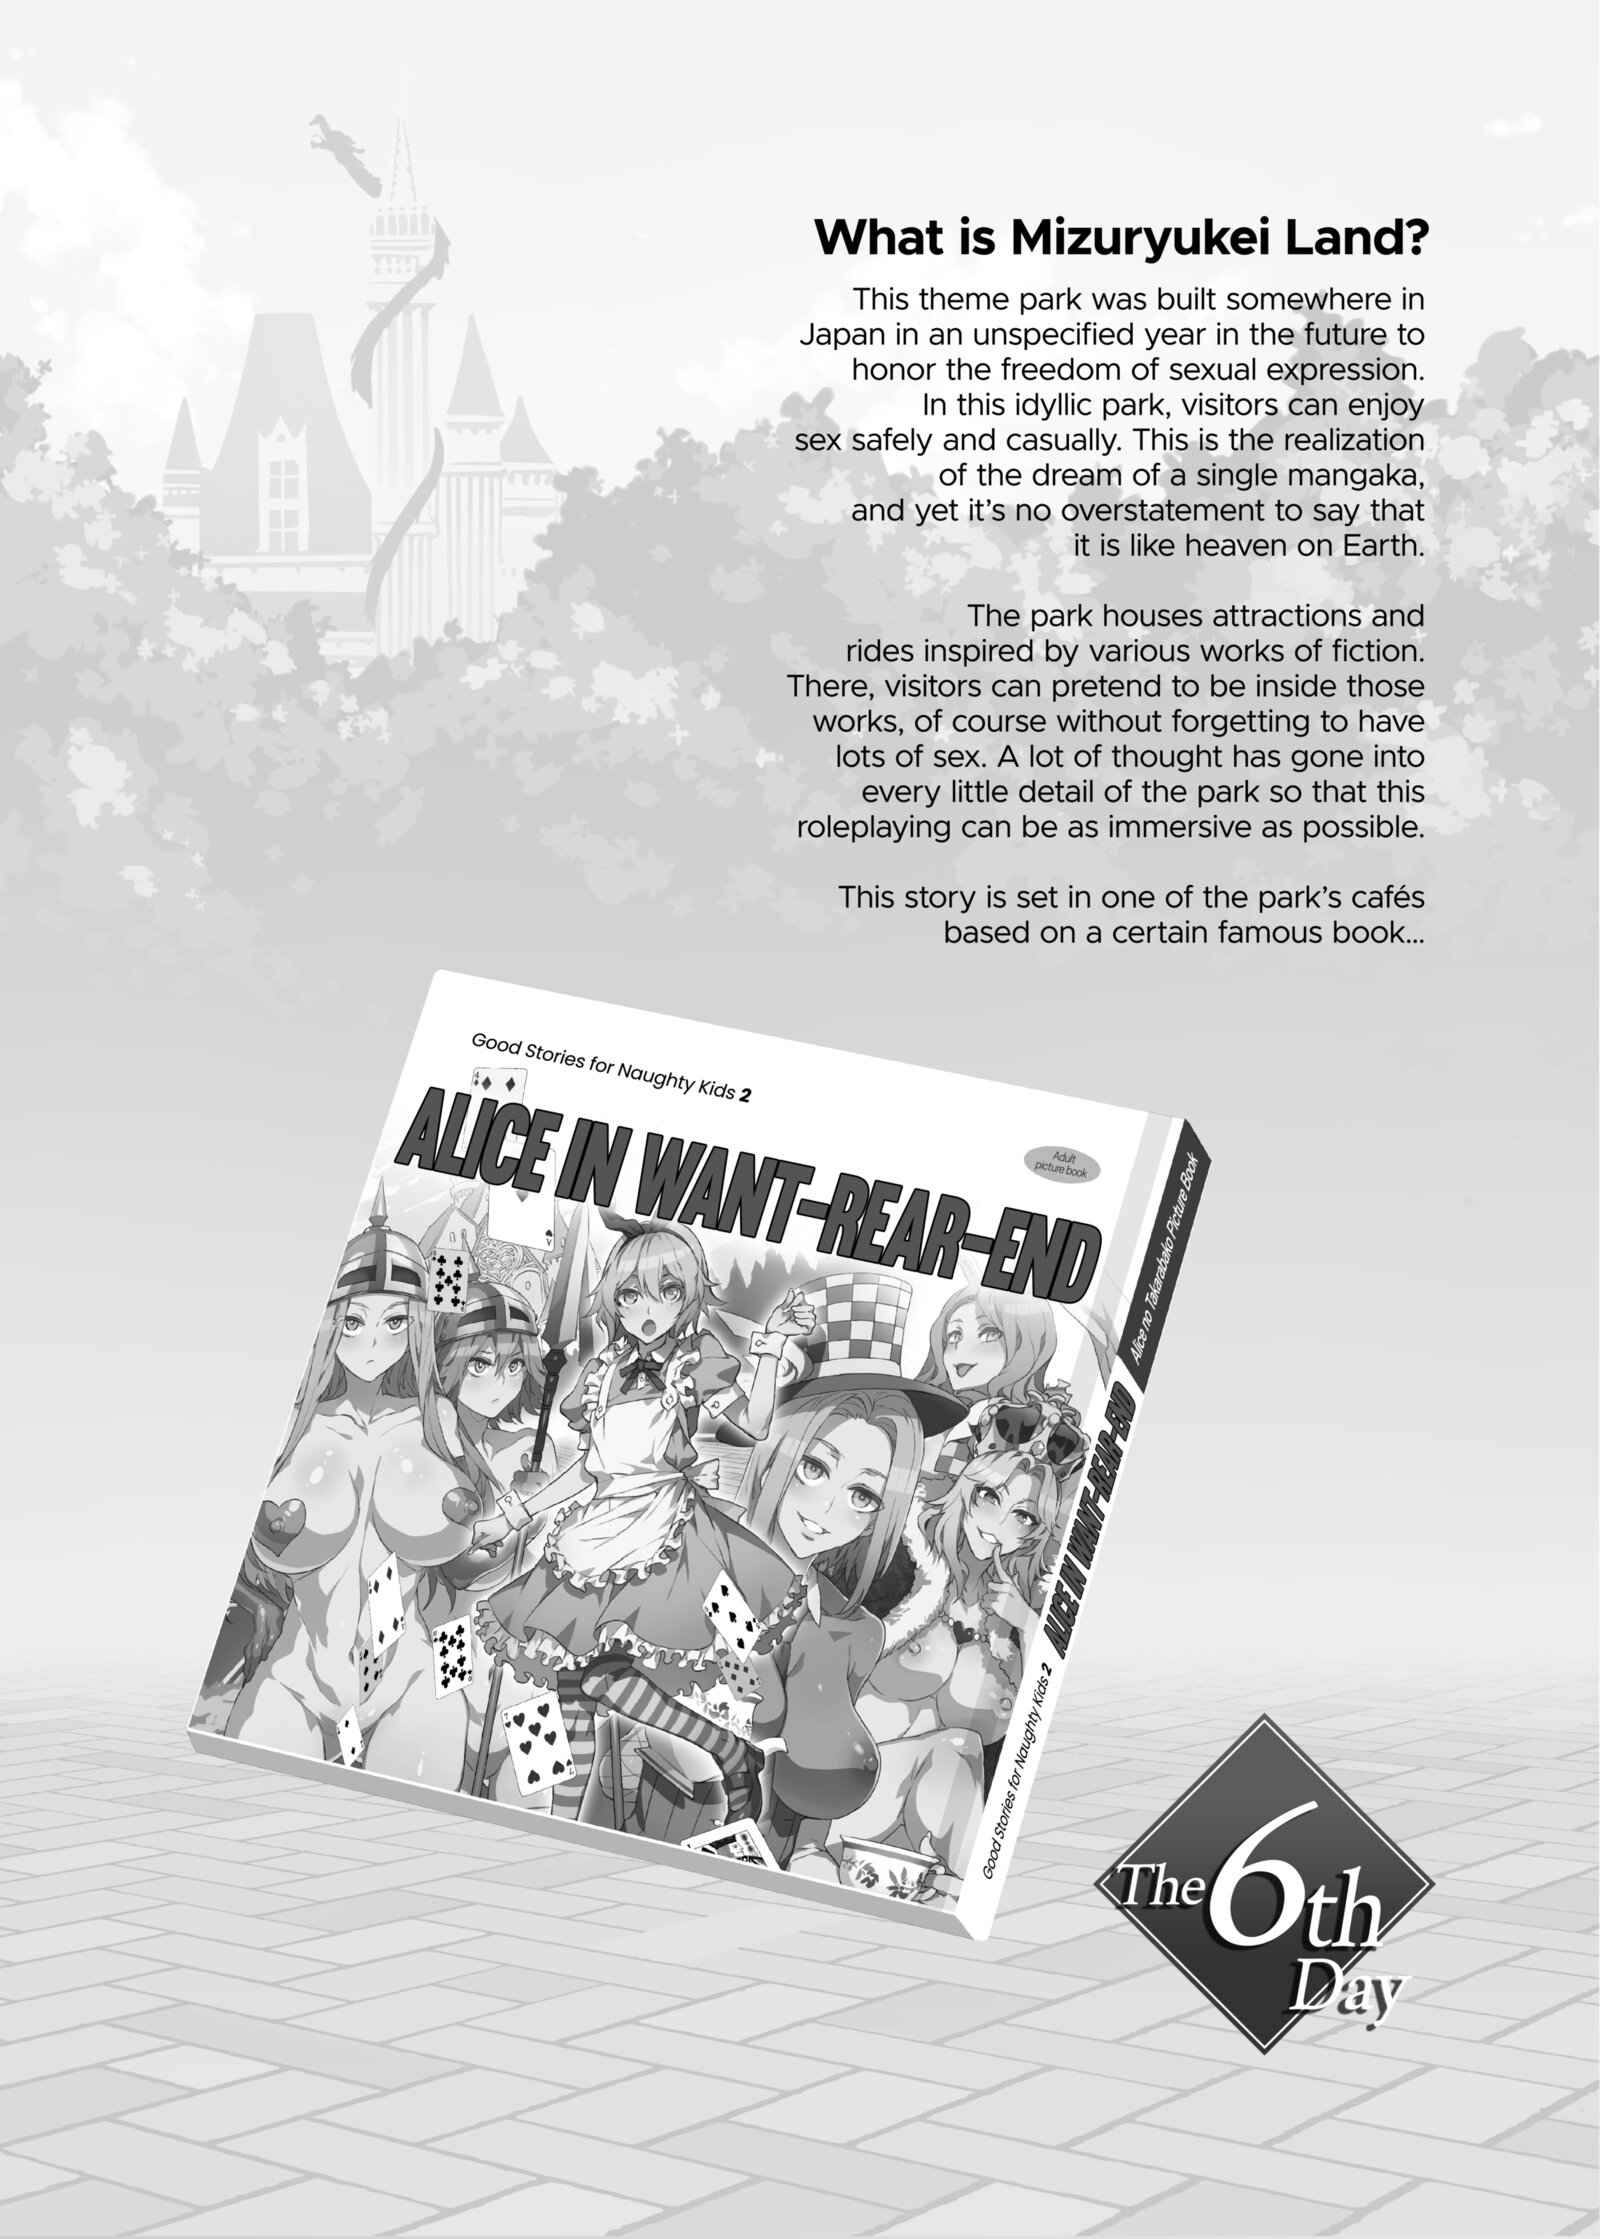 What is Mizuryukei Land?
This theme park was built somewhere in
Japan in an unspecified year in the future to
honor the freedom of sexual expression.
In this idyllic park, visitors can enjoy
sex safely and casually. This is the realization
of the dream of a single mangaka,
and yet it's no overstatement to say that
it is like heaven on Earth.
The park houses attractions and
rides inspired by various works of fiction.
There, visitors can pretend to be inside those
works, of course without forgetting to have
lots of sex. A lot of thought has gone into
every little detail of the park so that this
roleplaying can be as immersive as possible.
This story is set in one of the park's cafés
based on a certain famous book...
Good Stories for Naughty Kids 2
ALICE IN WANT-REAR-END
Adult
picture book
Alice no Takarabako Picture Book
ALICE IN WANT-REAR-END
Good Stories for Naughty Kids 2
The 6th
Day